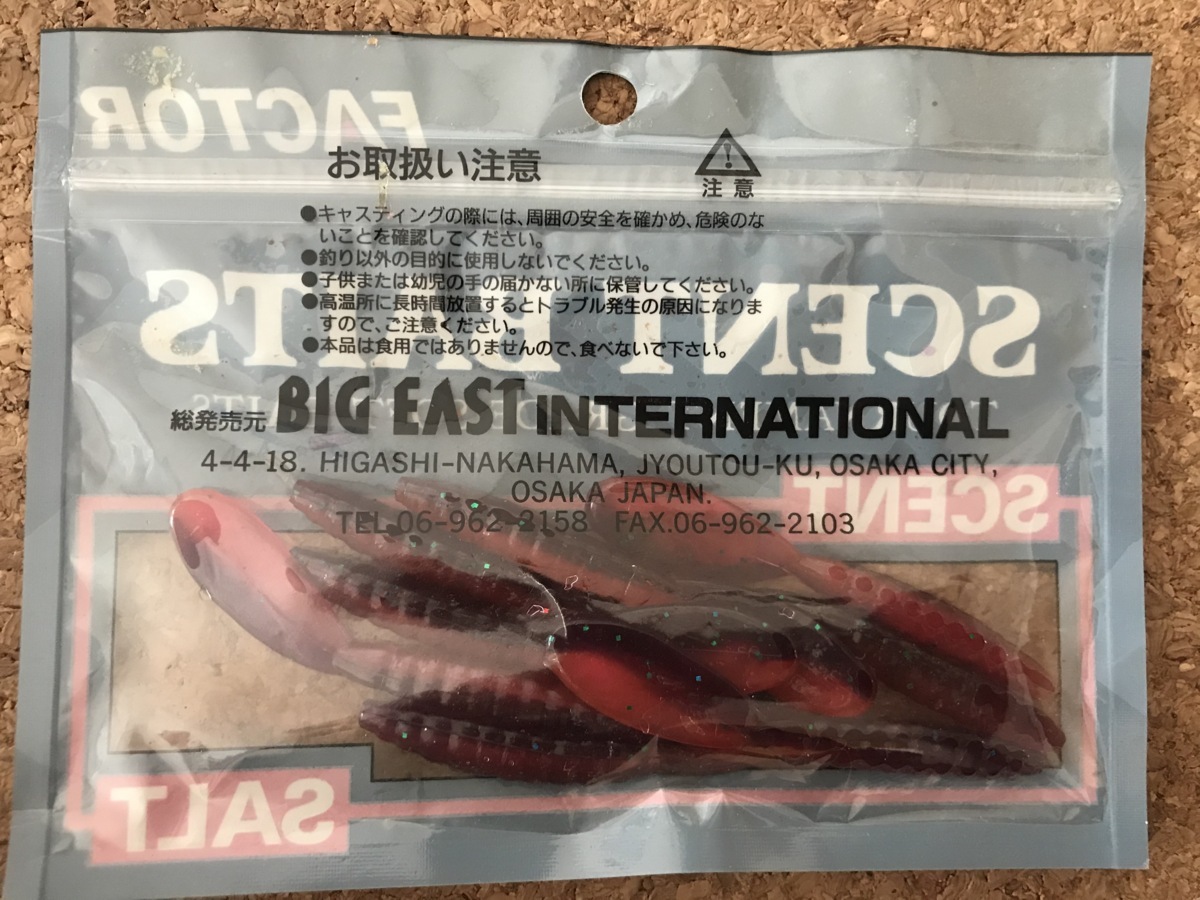 FACTOR
お取扱い注意
注意
●キャスティングの際には、周囲の安全を確かめ、危険のな
いことを確認してください。
●釣り以外の目的に使用しないでください。
●子供または幼児の手の届かない所に保管してください。
●高温所に長時間放置するとトラブル発生の原因になりま
すので、ご注意ください。
●本品は食用ではありませんので、食べないで下さい。
SCENT BAITS
総発売元 BIG EAST INTERNATIONAL
4-4-18. HIGASHI-NAKAHAMA, JYOUTOU-KU, OSAKA CITY,
OSAKA JAPAN.
TEL.06-962-8158 FAX.06-962-2103
SCENT
SALT